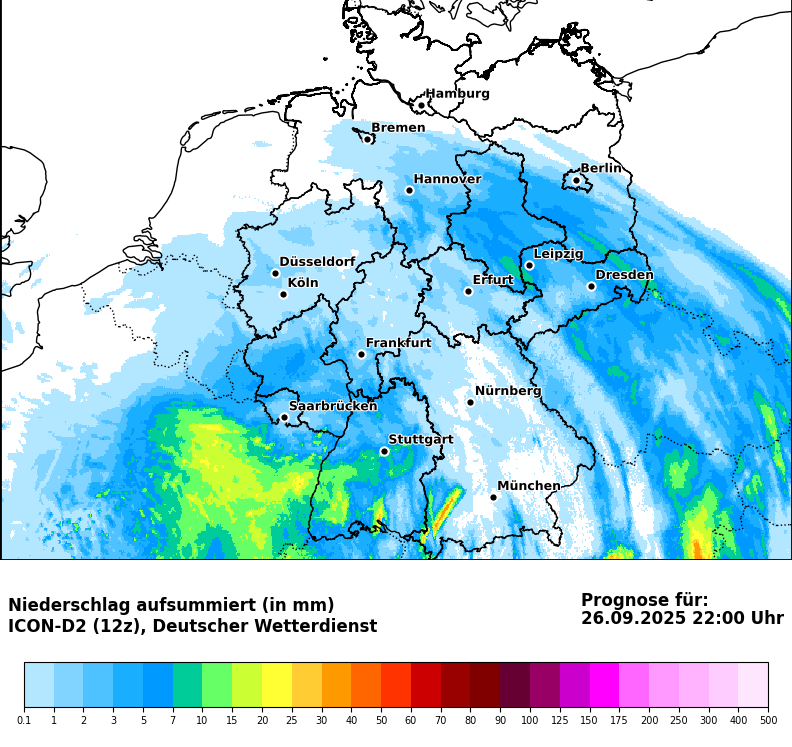 Hamburg
Bremen
Berlin
Hannover
Leipzig
Düsseldorf
Dresden
Köln
Erfurt
Frankfurt
Nürnberg
Saarbrücken
Stuttgart
München
Niederschlag aufsummiert (in mm)
ICON-D2 (12z), Deutscher Wetterdienst
Prognose für:
26.09.2025 22:00 Uhr
0.1 1 2 3 5 7 10 15 20 25 30 40 50 60 70 80 90 100 125 150 175 200 250 300 400 500